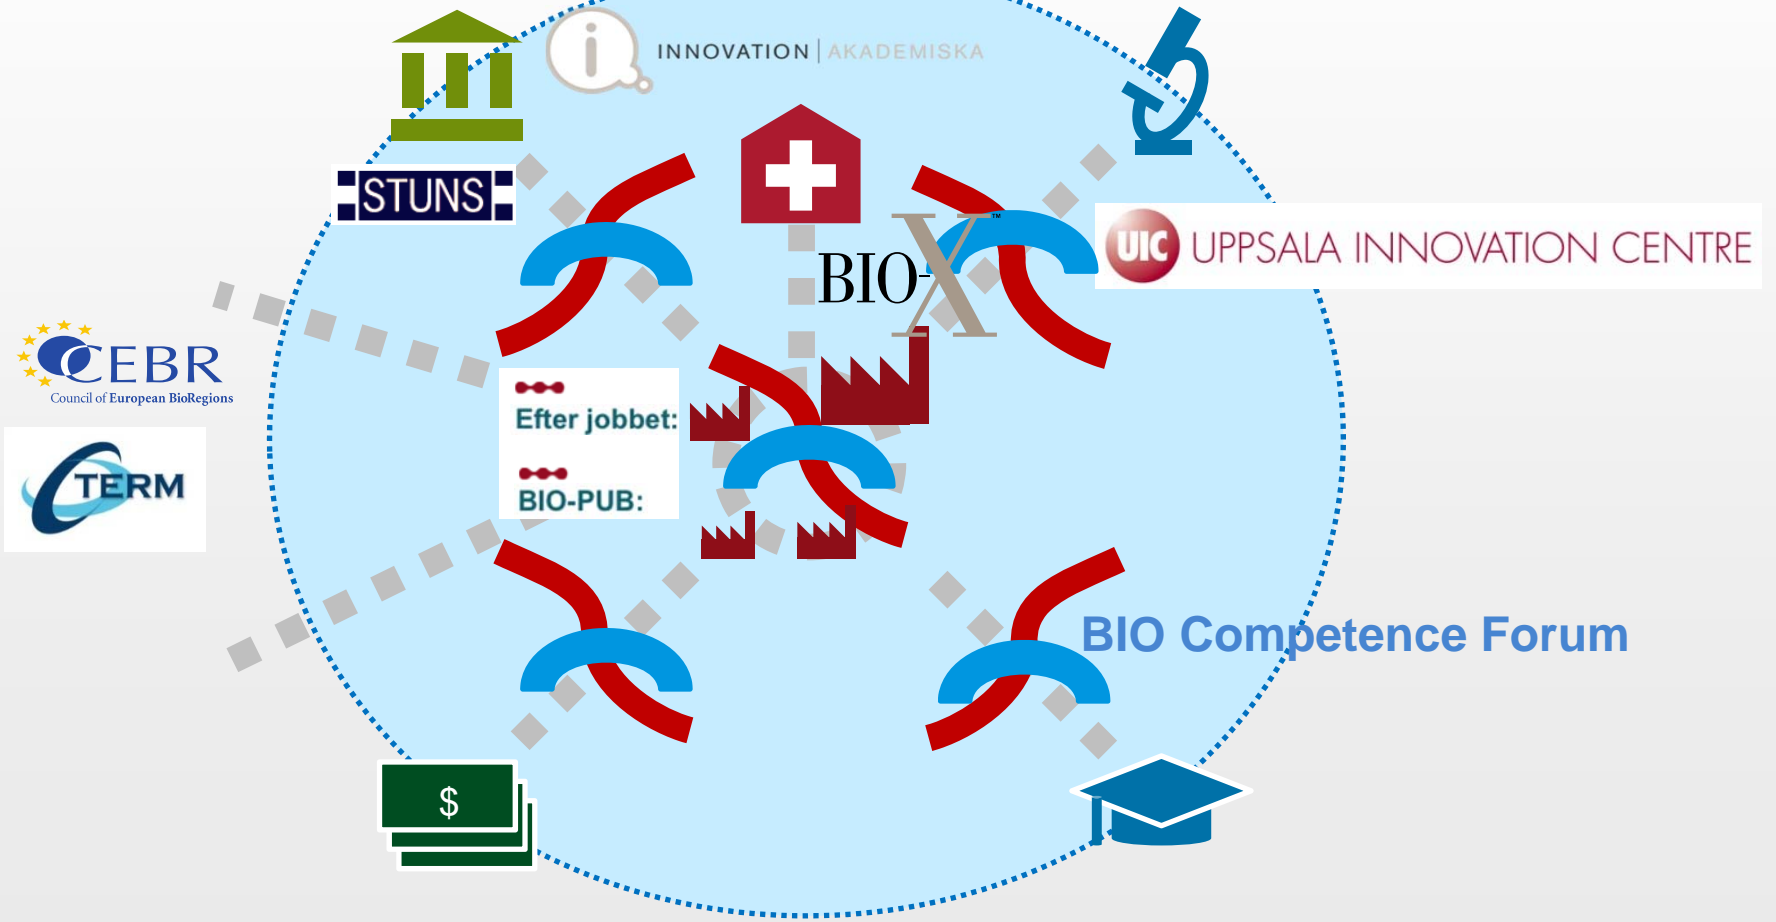 INNOVATION | AKADEMISKA
STUNS
BIO-X™
UIC UPPSALA INNOVATION CENTRE
CEBR
Council of European BioRegions
TERM
Efter jobbet:
BIO-PUB:
BIO Competence Forum
$